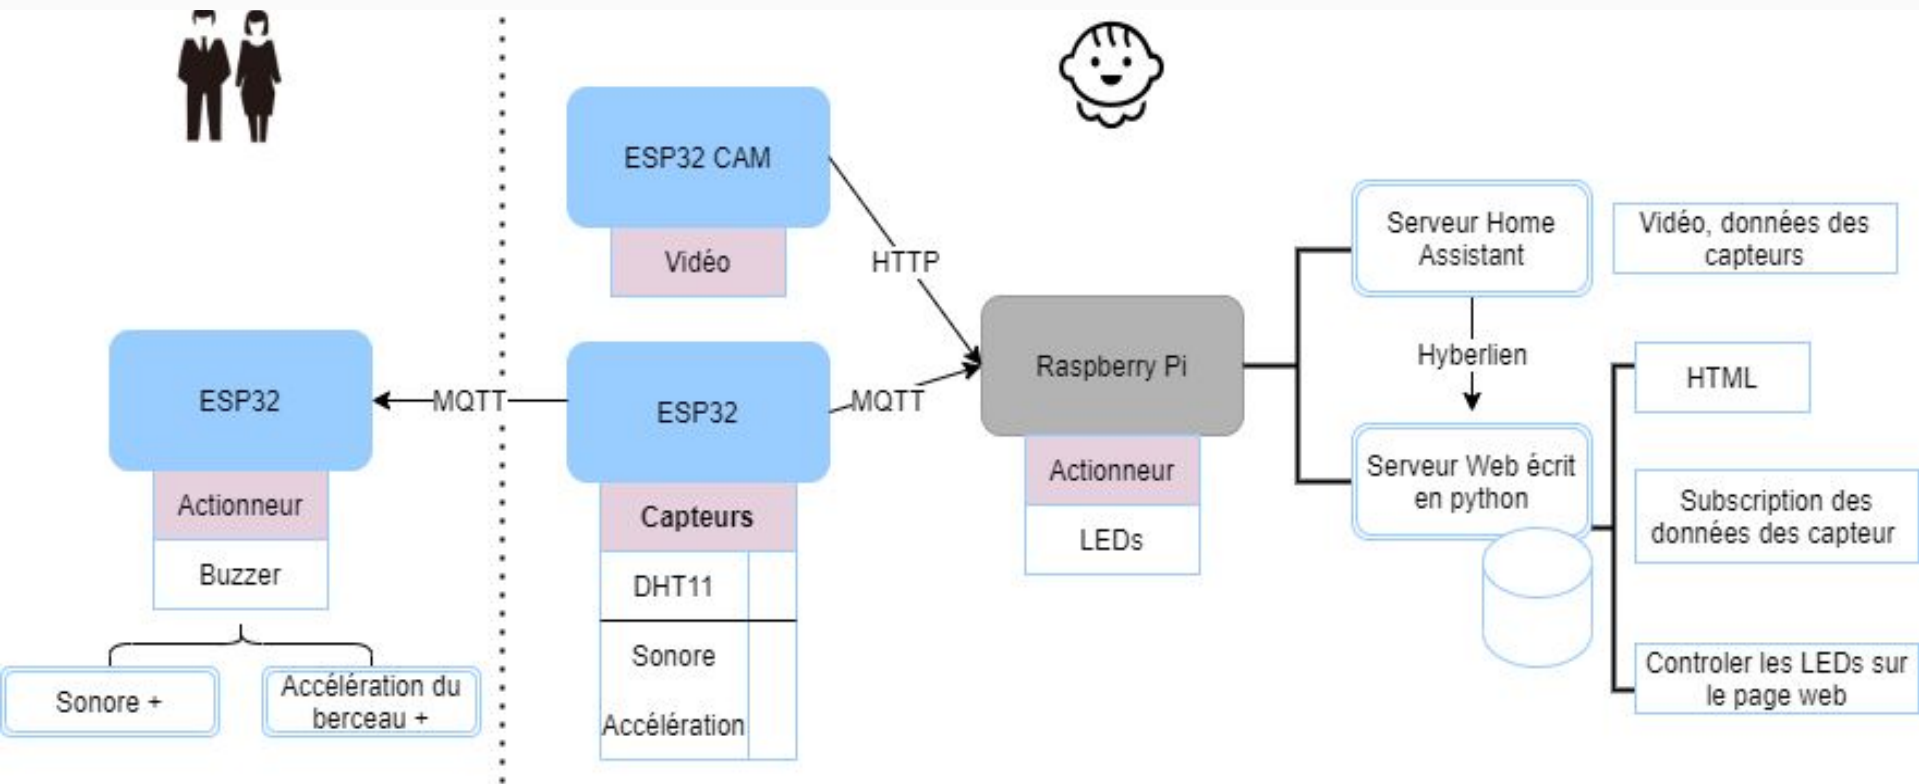 ESP32 CAM
Vidéo
HTTP
ESP32
MQTT
ESP32
MQTT
Raspberry Pi
Actionneur
Buzzer
Sonore +
Accélération du
berceau +
Capteurs
DHT11
Sonore
Accélération
Actionneur
LEDs
Serveur Home
Assistant
Vidéo, données des
capteurs
Hyberlien
Serveur Web écrit
en python
HTML
Subscription des
données des capteur
Controler les LEDs sur
le page web